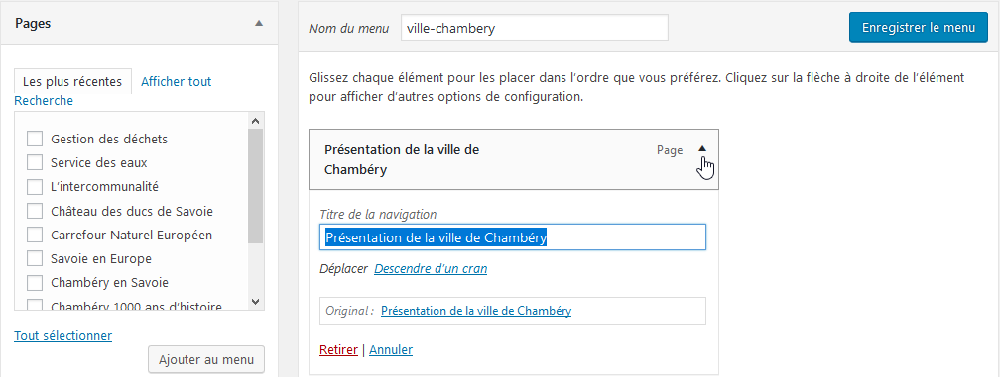 Pages
Les plus récentes Afficher tout
Recherche
Gestion des déchets
Service des eaux
L'intercommunalité
Château des ducs de Savoie
Carrefour Naturel Européen
Savoie en Europe
Chambéry en Savoie
Chambéry 1000 ans d'histoire
Tout sélectionner
Ajouter au menu
Nom du menu ville-chambery Enregistrer le menu
Glissez chaque élément pour les placer dans l'ordre que vous préférez. Cliquez sur la flèche à droite de l'élément
pour afficher d'autres options de configuration.
Présentation de la ville de Page
Chambéry
Titre de la navigation
Présentation de la ville de Chambéry
Déplacer Descendre d'un cran
Original : Présentation de la ville de Chambéry
Retirer | Annuler